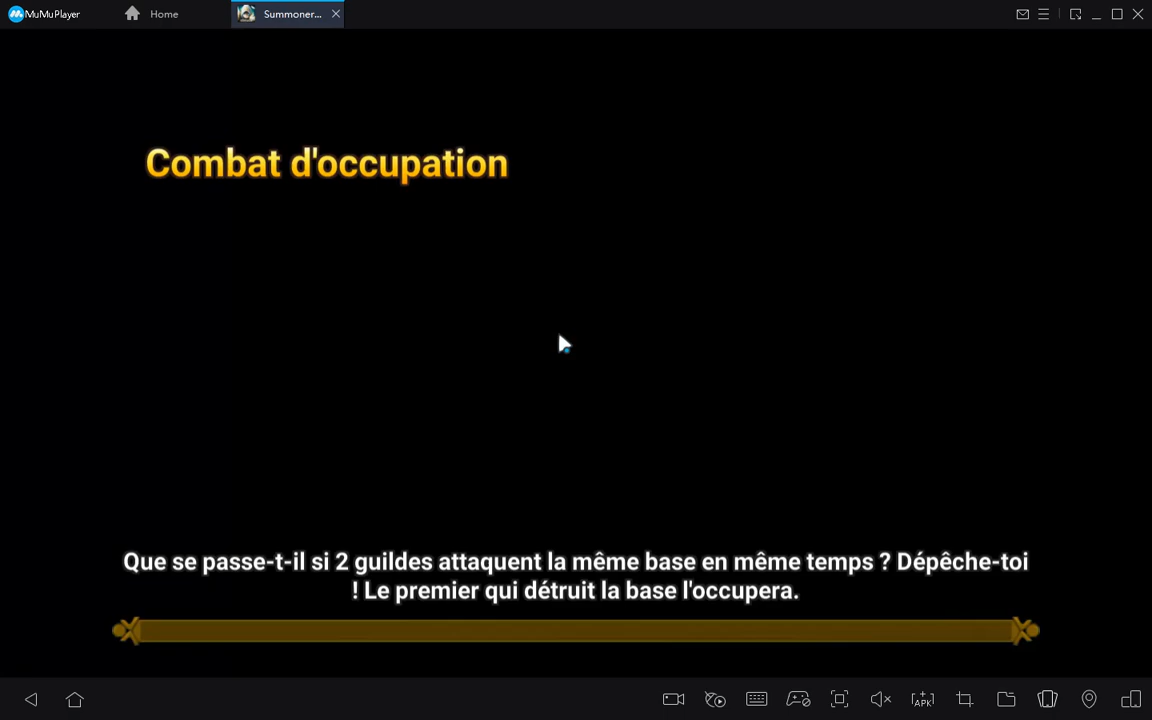 MuMuPlayer
Home
Summoner...
Combat d'occupation
Que se passe-t-il si 2 guildes attaquent la même base en même temps ? Dépêche-toi
! Le premier qui détruit la base l'occupera.
APK